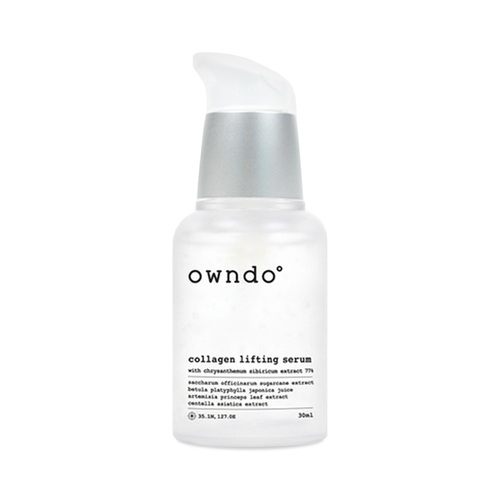 owndo°
collagen lifting serum
with chrysanthemum sibiricum extract 77%
saccharum officinarum sugarcane extract
betula platyphylla japonica juice
artemisia princeps leaf extract
centella asiatica extract
35.1N,127.0E 30ml